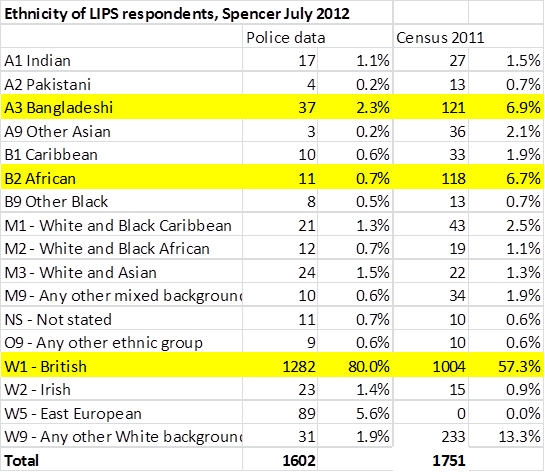 Ethnicity of LIPS respondents, Spencer July 2012
Police data Census 2011
A1 Indian 17 1.1% 27 1.5%
A2 Pakistani 4 0.2% 13 0.7%
A3 Bangladeshi 37 2.3% 121 6.9%
A9 Other Asian 3 0.2% 36 2.1%
B1 Caribbean 10 0.6% 33 1.9%
B2 African 11 0.7% 118 6.7%
B9 Other Black 8 0.5% 13 0.7%
M1 - White and Black Caribbean 21 1.3% 43 2.5%
M2 - White and Black African 12 0.7% 19 1.1%
M3 - White and Asian 24 1.5% 22 1.3%
M9 - Any other mixed background 10 0.6% 34 1.9%
NS - Not stated 11 0.7% 10 0.6%
O9 - Any other ethnic group 9 0.6% 10 0.6%
W1 - British 1282 80.0% 1004 57.3%
W2 - Irish 23 1.4% 15 0.9%
W5 - East European 89 5.6% 0 0.0%
W9 - Any other White background 31 1.9% 233 13.3%
Total 1602 1751